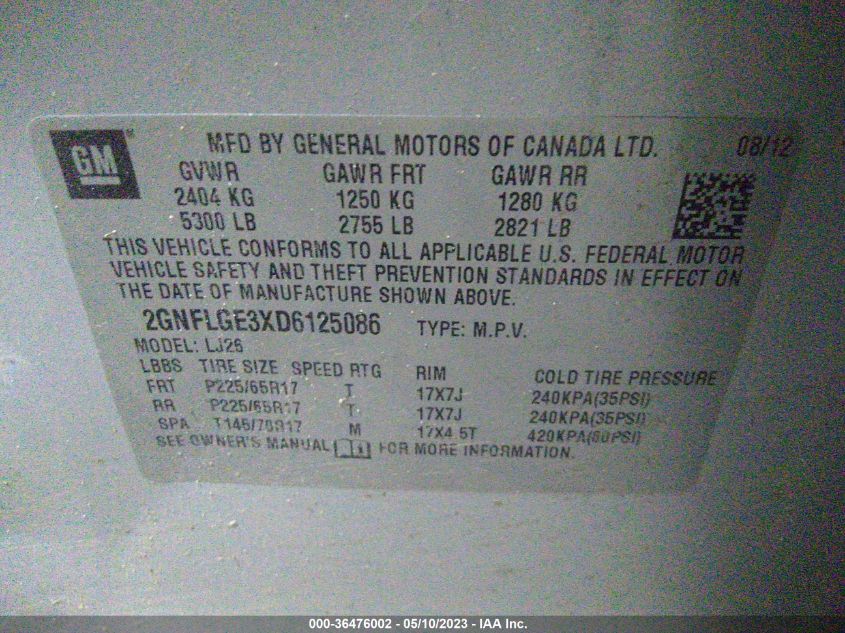 GM
MFD BY GENERAL MOTORS OF CANADA LTD. 08/12
GVWR GAWR FRT GAWR RR
2404 KG 1250 KG 1280 KG
5300 LB 2755 LB 2821 LB
THIS VEHICLE CONFORMS TO ALL APPLICABLE U.S. FEDERAL MOTOR
VEHICLE SAFETY AND THEFT PREVENTION STANDARDS IN EFFECT ON
THE DATE OF MANUFACTURE SHOWN ABOVE.
2GNFLGE3XD6125086 TYPE: M.P.V.
MODEL: LJ26
LBBS TIRE SIZE SPEED RTG RIM COLD TIRE PRESSURE
FRT P225/65R17 T 17X7J 240KPA(35PSI)
RR P225/65R17 T 17X7J 240KPA(35PSI)
SPA T145/70R17 M 17X4.5T 420KPA(60PSI)
SEE OWNER'S MANUAL FOR MORE INFORMATION.
000-36476002 - 05/10/2023 - IAA Inc.